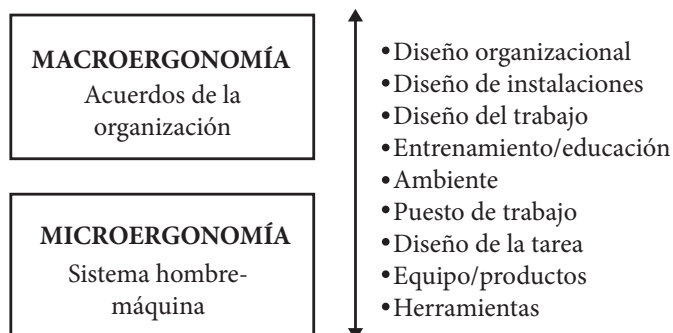 MACROERGONOMÍA
Acuerdos de la
organización
MICROERGONOMÍA
Sistema hombre-
máquina
•Diseño organizacional
•Diseño de instalaciones
•Diseño del trabajo
•Entrenamiento/educación
•Ambiente
•Puesto de trabajo
•Diseño de la tarea
•Equipo/productos
•Herramientas